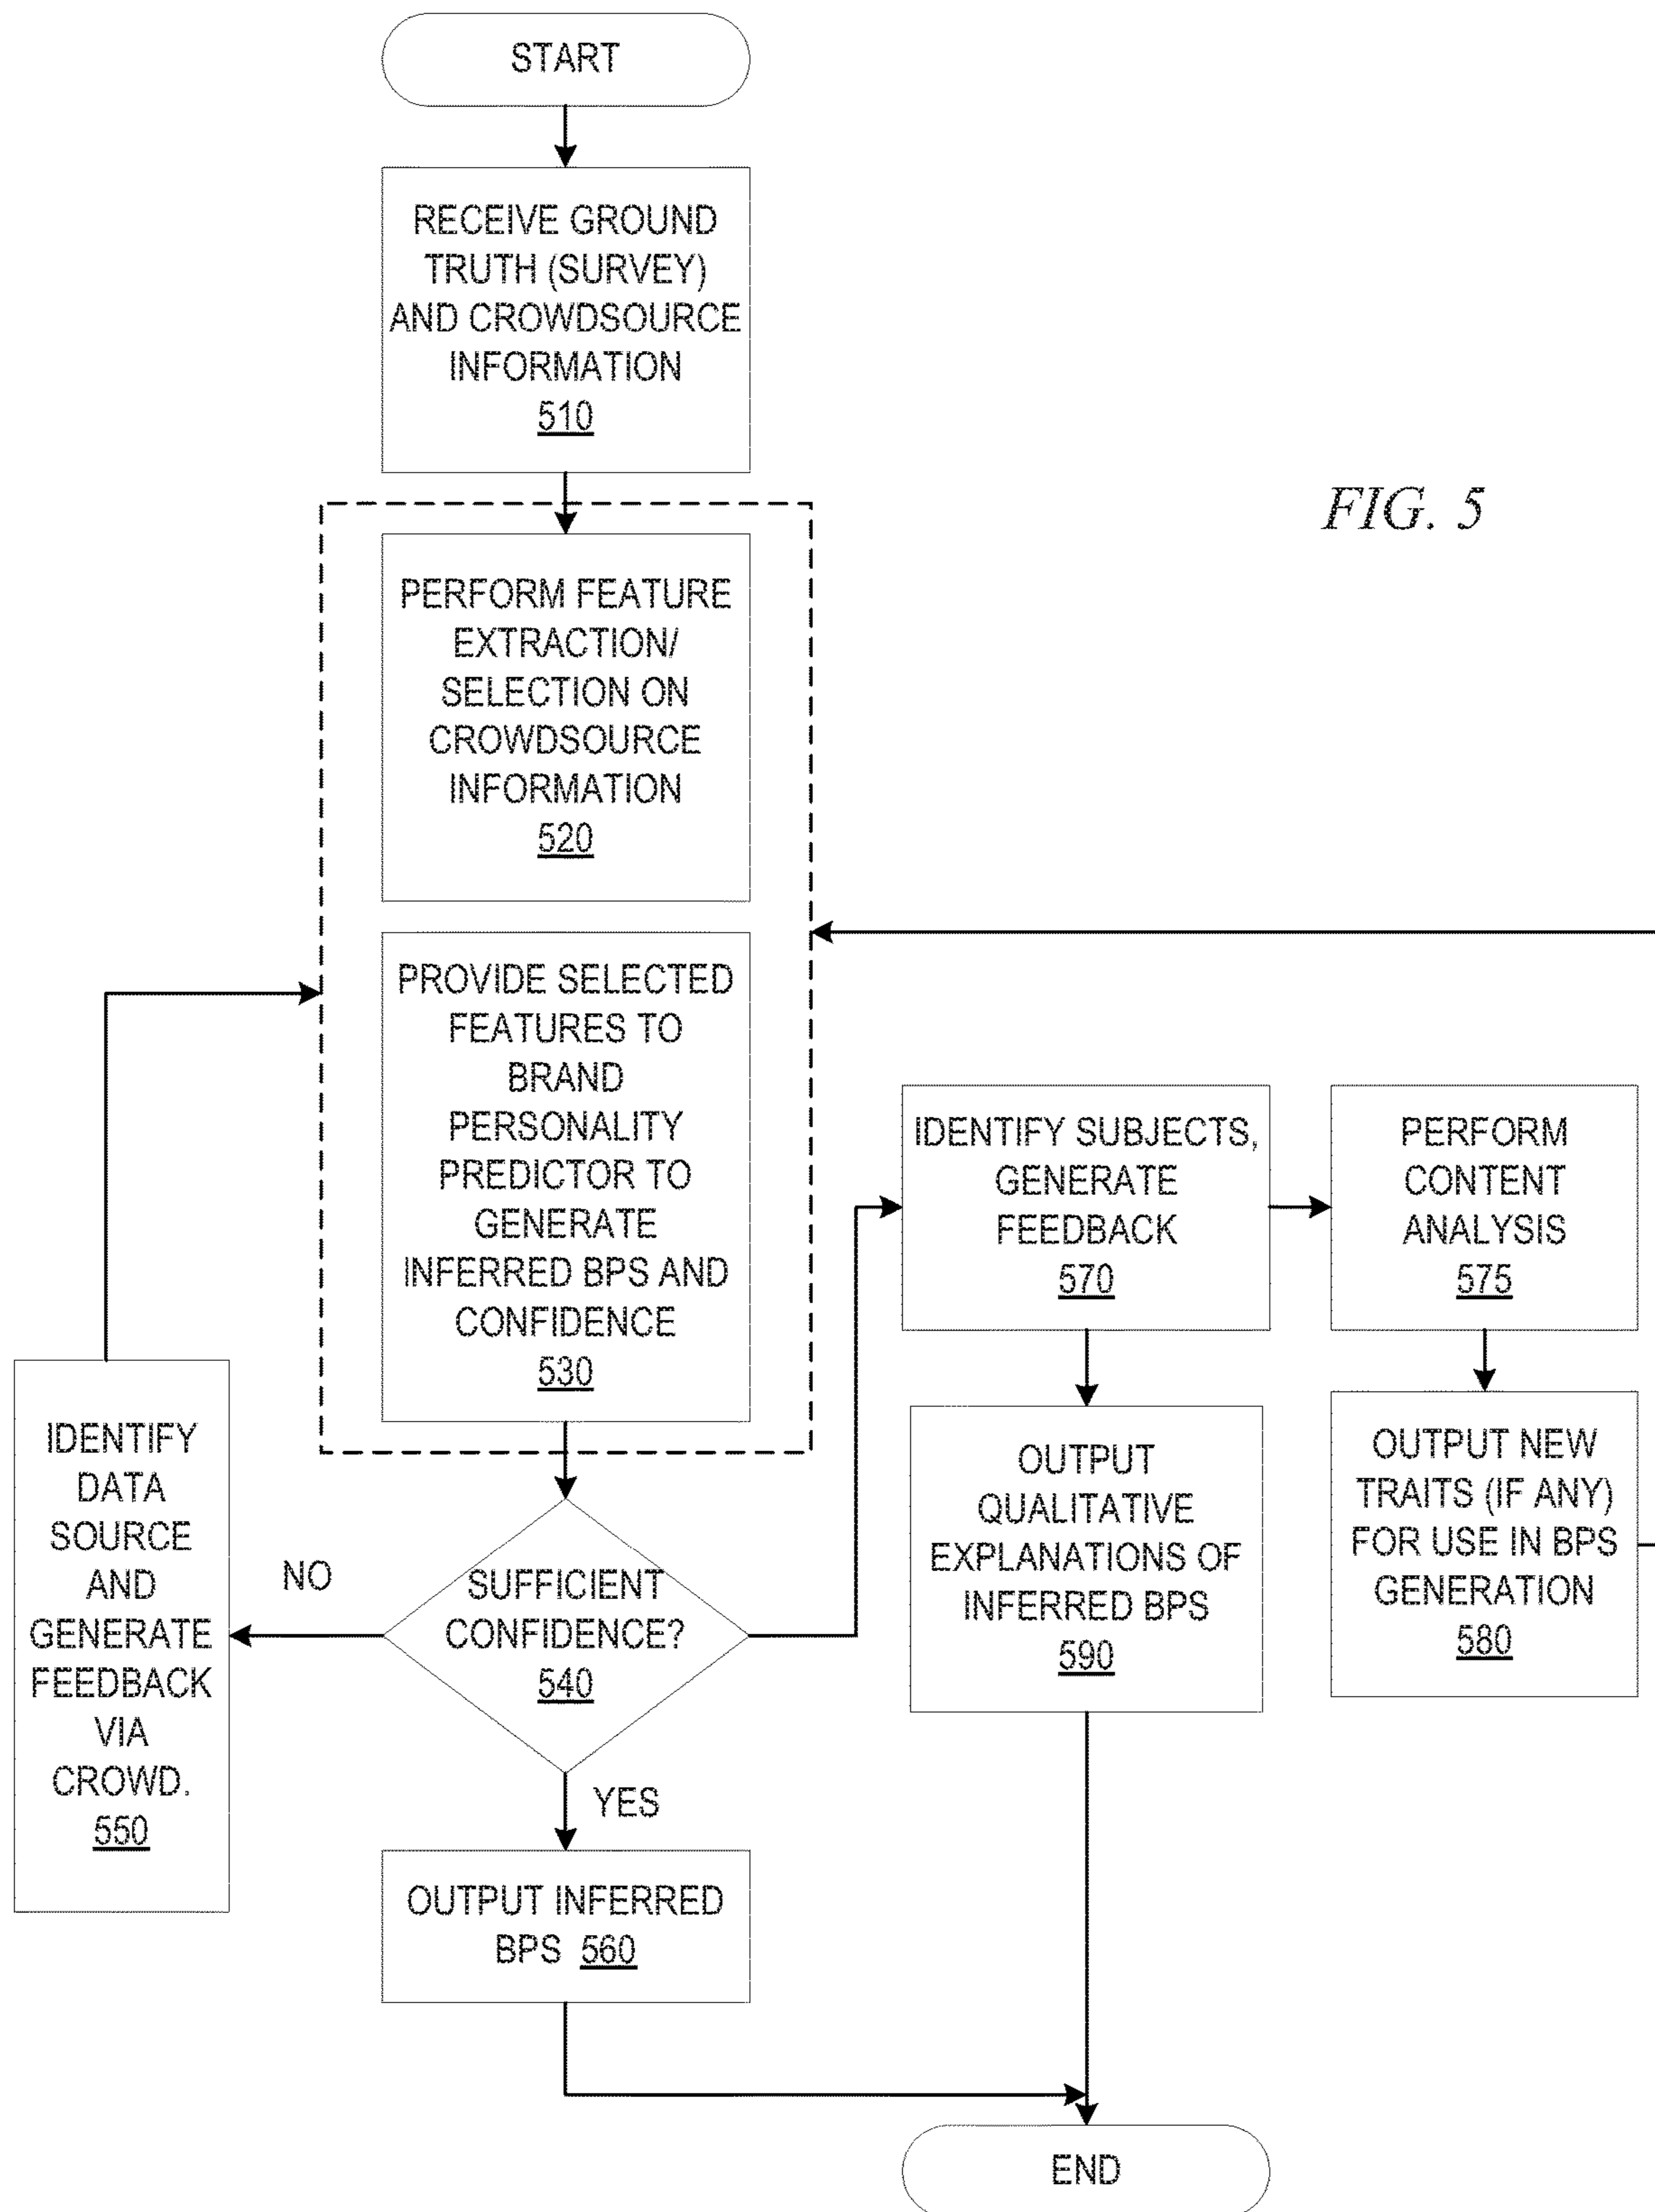 START
RECEIVE GROUND
TRUTH (SURVEY)
AND CROWDSOURCE
INFORMATION
510
FIG. 5
PERFORM FEATURE
EXTRACTION/
SELECTION ON
CROWDSOURCE
INFORMATION
520
PROVIDE SELECTED
FEATURES TO
BRAND
PERSONALITY
PREDICTOR TO
GENERATE
INFERRED BPS AND
CONFIDENCE
530
IDENTIFY SUBJECTS,
GENERATE
FEEDBACK
570
PERFORM
CONTENT
ANALYSIS
575
IDENTIFY
DATA
SOURCE
AND
GENERATE
FEEDBACK
VIA
CROWD.
550
NO
SUFFICIENT
CONFIDENCE?
540
OUTPUT
QUALITATIVE
EXPLANATIONS OF
INFERRED BPS
590
OUTPUT NEW
TRAITS (IF ANY)
FOR USE IN BPS
GENERATION
580
YES
OUTPUT INFERRED
BPS 560
END